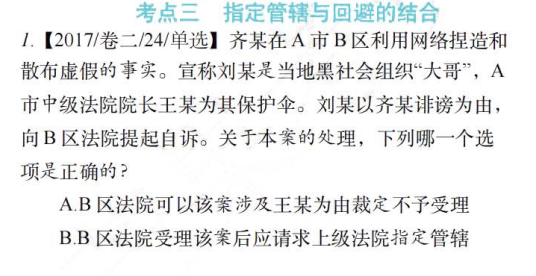 考点三 指定管辖与回避的结合
1.【2017/卷二/24/单选】齐某在A市B区利用网络捏造和
散布虚假的事实。宣称刘某是当地黑社会组织“大哥”，A
市中级法院院长王某为其保护伞。刘某以齐某诽谤为由，
向B区法院提起自诉。关于本案的处理，下列哪一个选
项是正确的?
A.B区法院可以该案涉及王某为由裁定不予受理
B.B区法院受理该案后应请求上级法院指定管辖